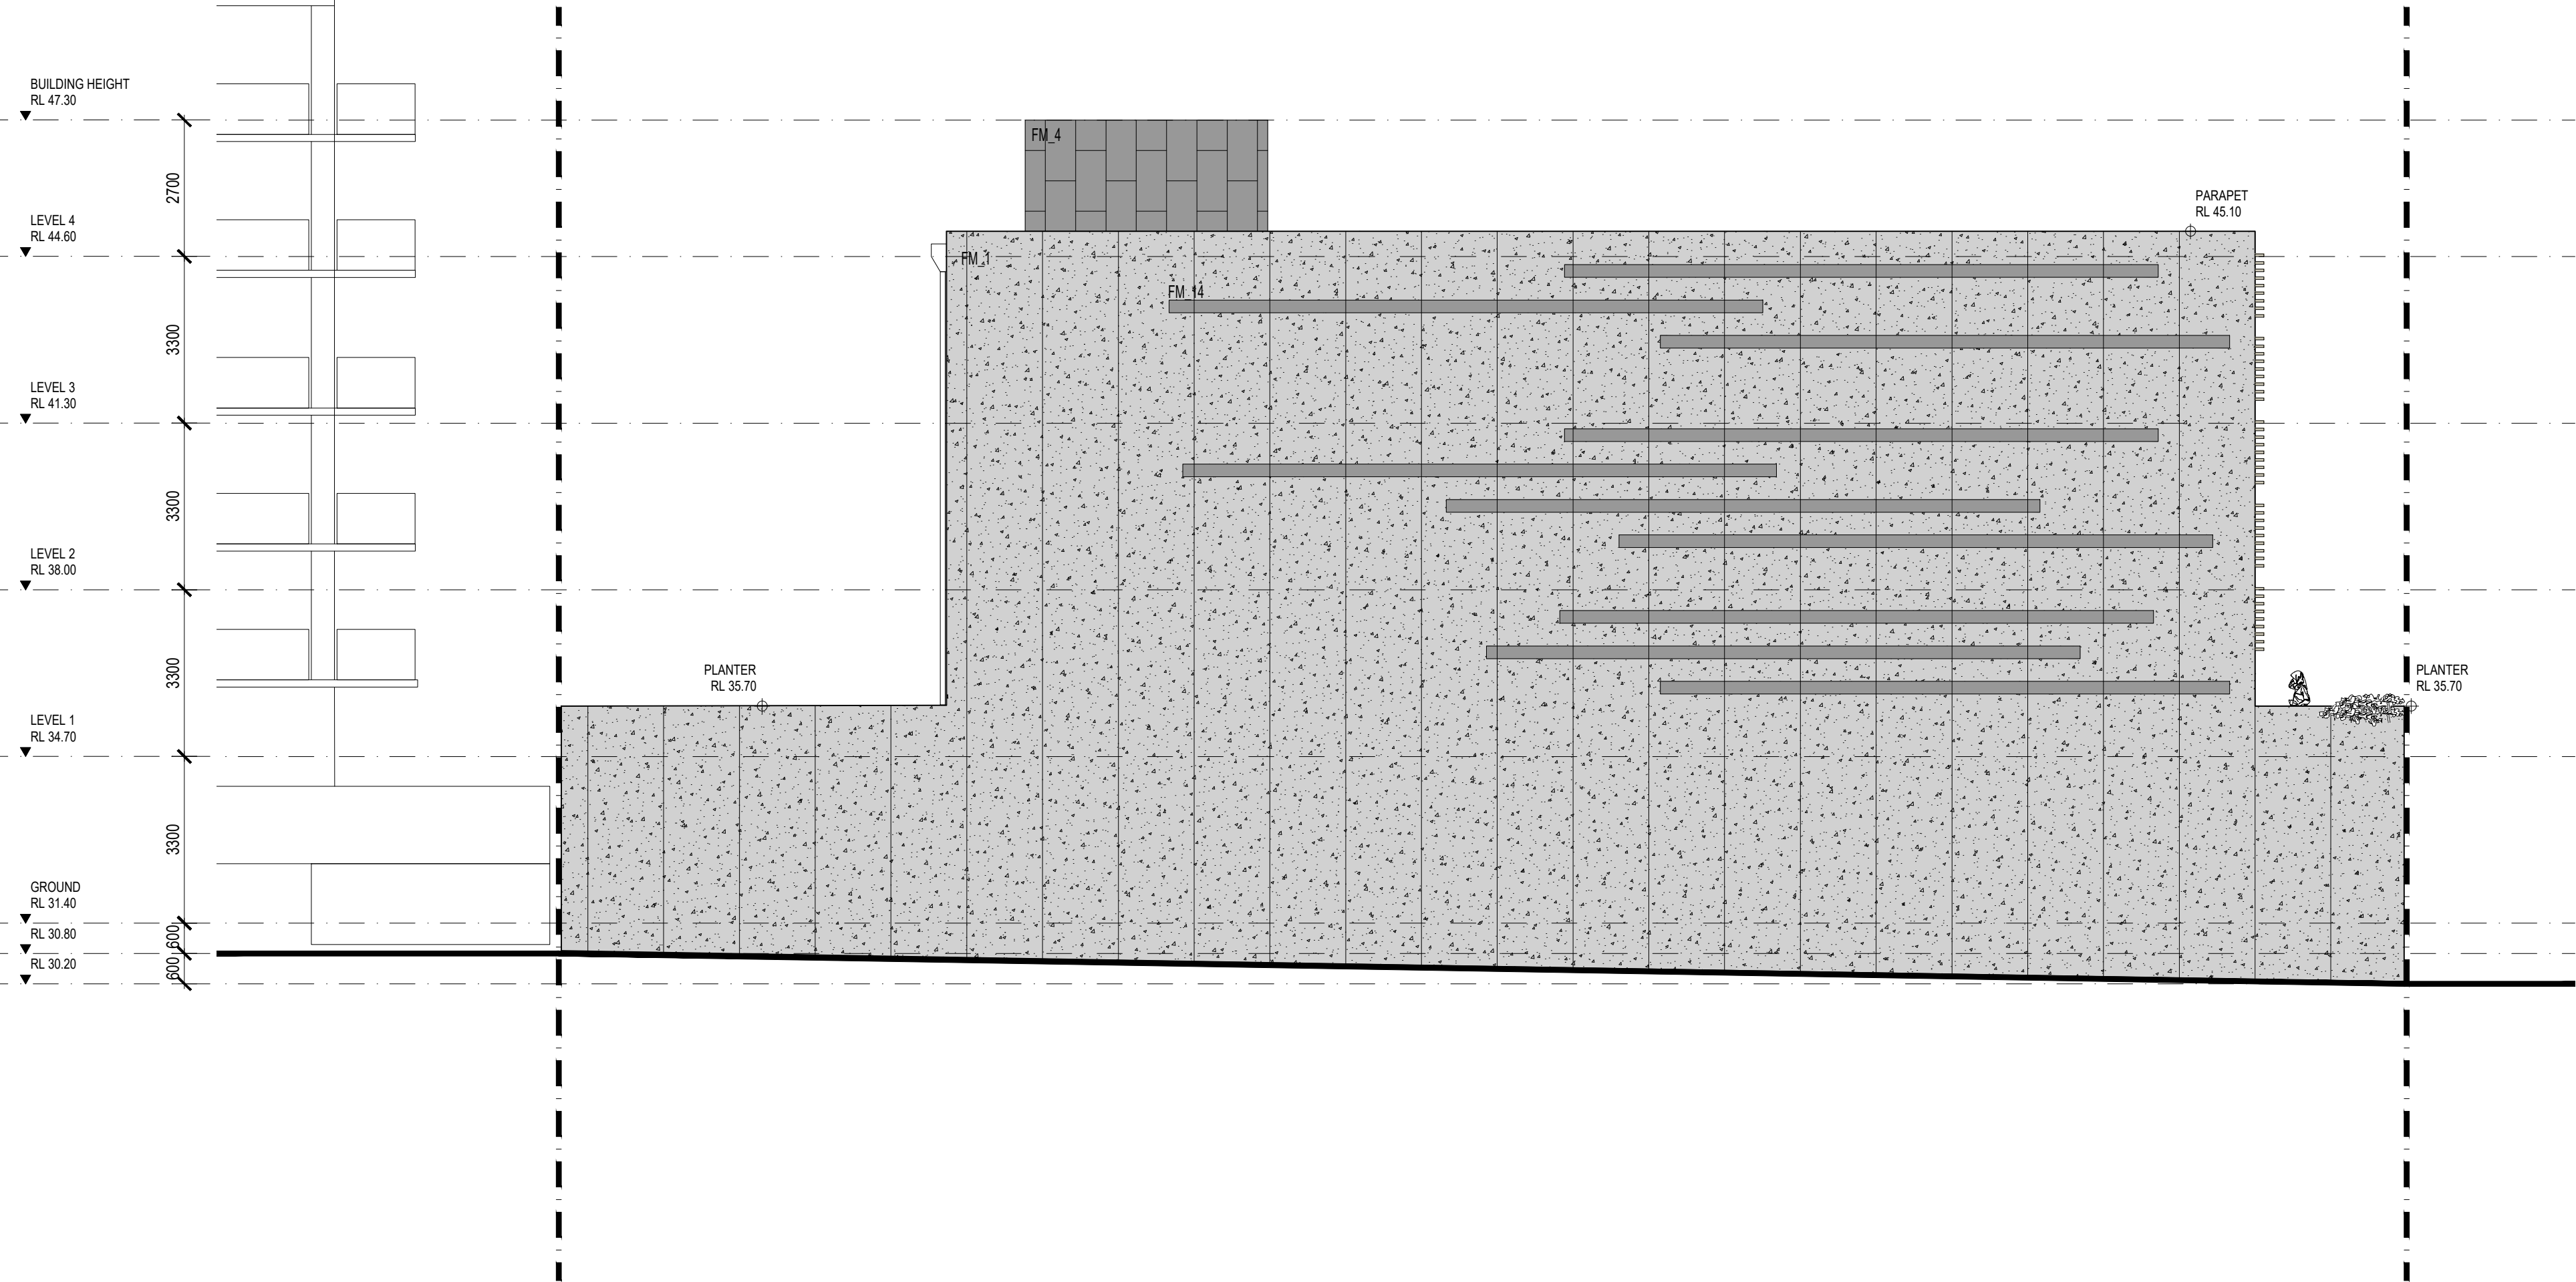 BUILDING HEIGHT
RL 47.30
2700
LEVEL 4
RL 44.60
3300
LEVEL 3
RL 41.30
3300
LEVEL 2
RL 38.00
3300
LEVEL 1
RL 34.70
3300
GROUND
RL 31.40
600
RL 30.80
600
RL 30.20
FM_4
PARAPET
RL 45.10
FM_1
FM_14
PLANTER
RL 35.70
PLANTER
RL 35.70